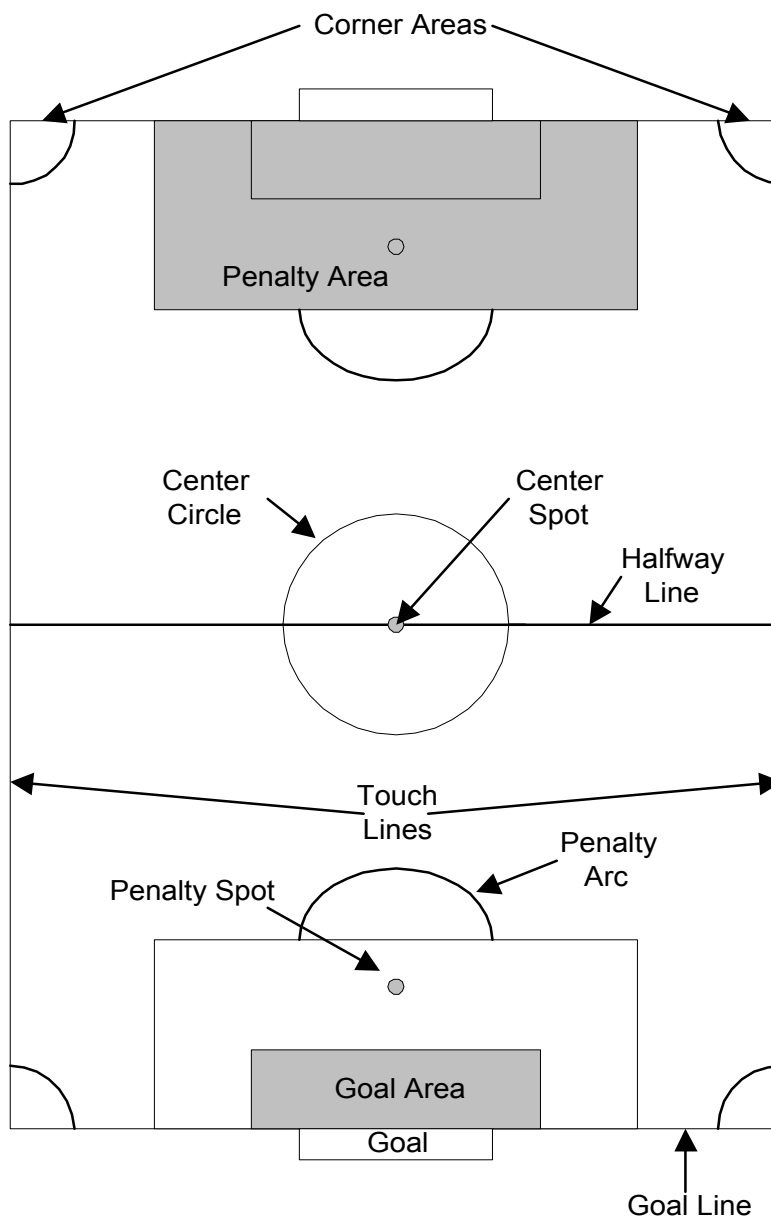 Corner Areas
Penalty Area
Center
Circle
Center
Spot
Halfway
Line
Touch
Lines
Penalty
Arc
Penalty Spot
Goal Area
Goal
Goal Line